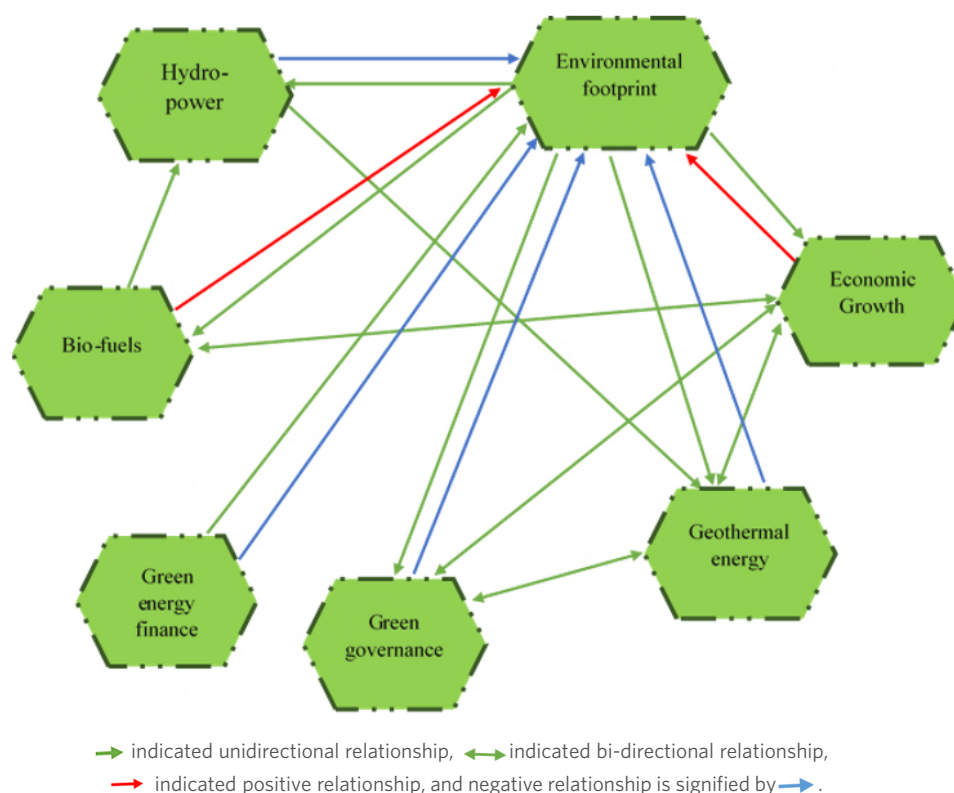 Hydro-
power
Environmental
footprint
Economic
Growth
Bio-fuels
Geothermal
energy
Green
energy
finance
Green
governance
indicated unidirectional relationship, indicated bi-directional relationship,
indicated positive relationship, and negative relationship is signified by .